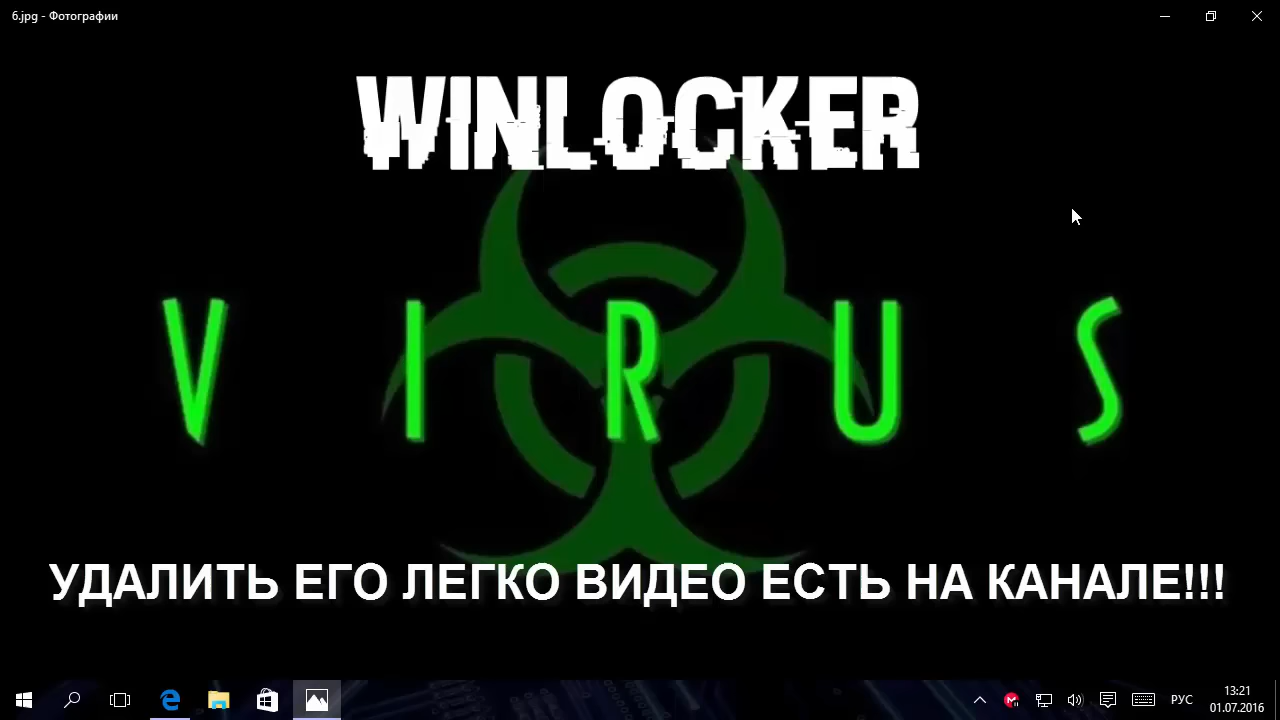 6.jpg - Фотографии
WINLOCKER
VIRUS
УДАЛИТЬ ЕГО ЛЕГКО ВИДЕО ЕСТЬ НА КАНАЛЕ!!!
РУС
13:21
01.07.2016